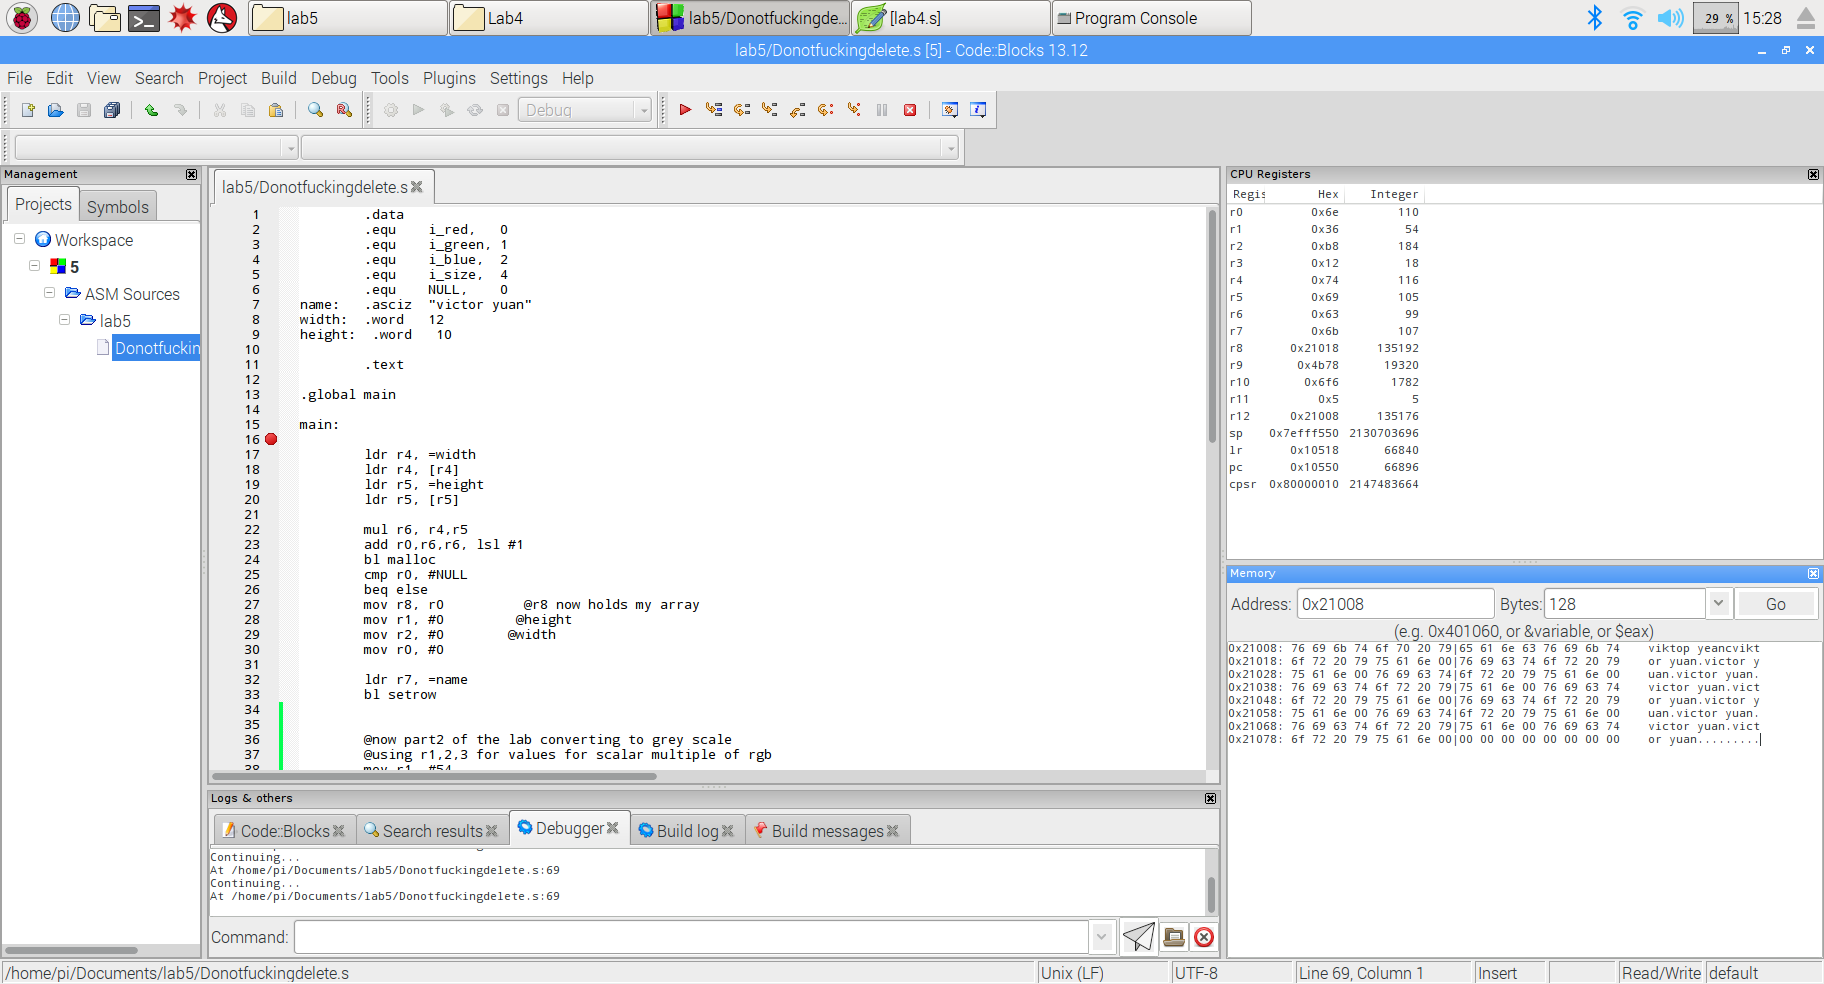 lab5
Lab4
lab5/Donotfuckingde...
[lab4.s]
Program Console
29 %
15:28
lab5/Donotfuckingdelete.s [5] - Code::Blocks 13.12
File Edit View Search Project Build Debug Tools Plugins Settings Help
Debug
Management
Projects
Symbols
Workspace
5
ASM Sources
lab5
Donotfuckin
lab5/Donotfuckingdelete.s
1 .data
2 .equ i_red, 0
3 .equ i_green, 1
4 .equ i_blue, 2
5 .equ i_size, 4
6 .equ NULL, 0
7 name: .asciz "victor yuan"
8 width: .word 12
9 height: .word 10
10
11 .text
12
13 .global main
14
15 main:
16
17 ldr r4, =width
18 ldr r4, [r4]
19 ldr r5, =height
20 ldr r5, [r5]
21
22 mul r6, r4,r5
23 add r0,r6,r6, lsl #1
24 bl malloc
25 cmp r0, #NULL
26 beq else
27 mov r8, r0 @r8 now holds my array
28 mov r1, #0 @height
29 mov r2, #0 @width
30 mov r0, #0
31
32 ldr r7, =name
33 bl setrow
34
35
36 @now part2 of the lab converting to grey scale
37 @using r1,2,3 for values for scalar multiple of rgb
38 mov r1, #54
Logs & others
Code::Blocks
Search results
Debugger
Build log
Build messages
Continuing...
At /home/pi/Documents/lab5/Donotfuckingdelete.s:69
Continuing...
At /home/pi/Documents/lab5/Donotfuckingdelete.s:69
Command:
CPU Registers
Regis Hex Integer
r0 0x6e 110
r1 0x36 54
r2 0xb8 184
r3 0x12 18
r4 0x74 116
r5 0x69 105
r6 0x63 99
r7 0x6b 107
r8 0x21018 135192
r9 0x4b78 19320
r10 0x6f6 1782
r11 0x5 5
r12 0x21008 135176
sp 0x7efff550 2130703696
lr 0x10518 66840
pc 0x10550 66896
cpsr 0x80000010 2147483664
Memory
Address: 0x21008 Bytes: 128 Go
(e.g. 0x401060, or &variable, or $eax)
0x21008: 76 69 6b 74 6f 70 20 79|65 61 6e 63 76 69 6b 74 viktop yeancvikt
0x21018: 6f 72 20 79 75 61 6e 00|76 69 63 74 6f 72 20 79 or yuan.victor y
0x21028: 75 61 6e 00 76 69 63 74|6f 72 20 79 75 61 6e 00 uan.victor yuan.
0x21038: 76 69 63 74 6f 72 20 79|75 61 6e 00 76 69 63 74 victor yuan.vict
0x21048: 6f 72 20 79 75 61 6e 00|76 69 63 74 6f 72 20 79 or yuan.victor y
0x21058: 75 61 6e 00 76 69 63 74|6f 72 20 79 75 61 6e 00 uan.victor yuan.
0x21068: 76 69 63 74 6f 72 20 79|75 61 6e 00 76 69 63 74 victor yuan.vict
0x21078: 6f 72 20 79 75 61 6e 00|00 00 00 00 00 00 00 00 or yuan.........
/home/pi/Documents/lab5/Donotfuckingdelete.s
Unix (LF)
UTF-8
Line 69, Column 1
Insert
Read/Write
default